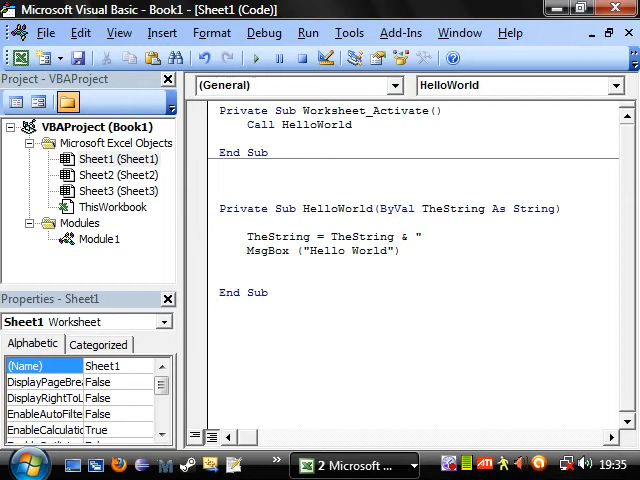 Microsoft Visual Basic - Book1 - [Sheet1 (Code)]
File Edit View Insert Format Debug Run Tools Add-Ins Window Help
Project - VBAProject
(General) HelloWorld
VBAProject (Book1)
Microsoft Excel Objects
Sheet1 (Sheet1)
Sheet2 (Sheet2)
Sheet3 (Sheet3)
ThisWorkbook
Modules
Module1
Private Sub Worksheet_Activate()
Call HelloWorld
End Sub
Private Sub HelloWorld(ByVal TheString As String)
TheString = TheString & "
MsgBox ("Hello World")
End Sub
Properties - Sheet1
Sheet1 Worksheet
Alphabetic Categorized
(Name) Sheet1
DisplayPageBrea False
DisplayRightToL False
EnableAutoFilte False
EnableCalculatio True
2 Microsoft ...
ATI
19:35